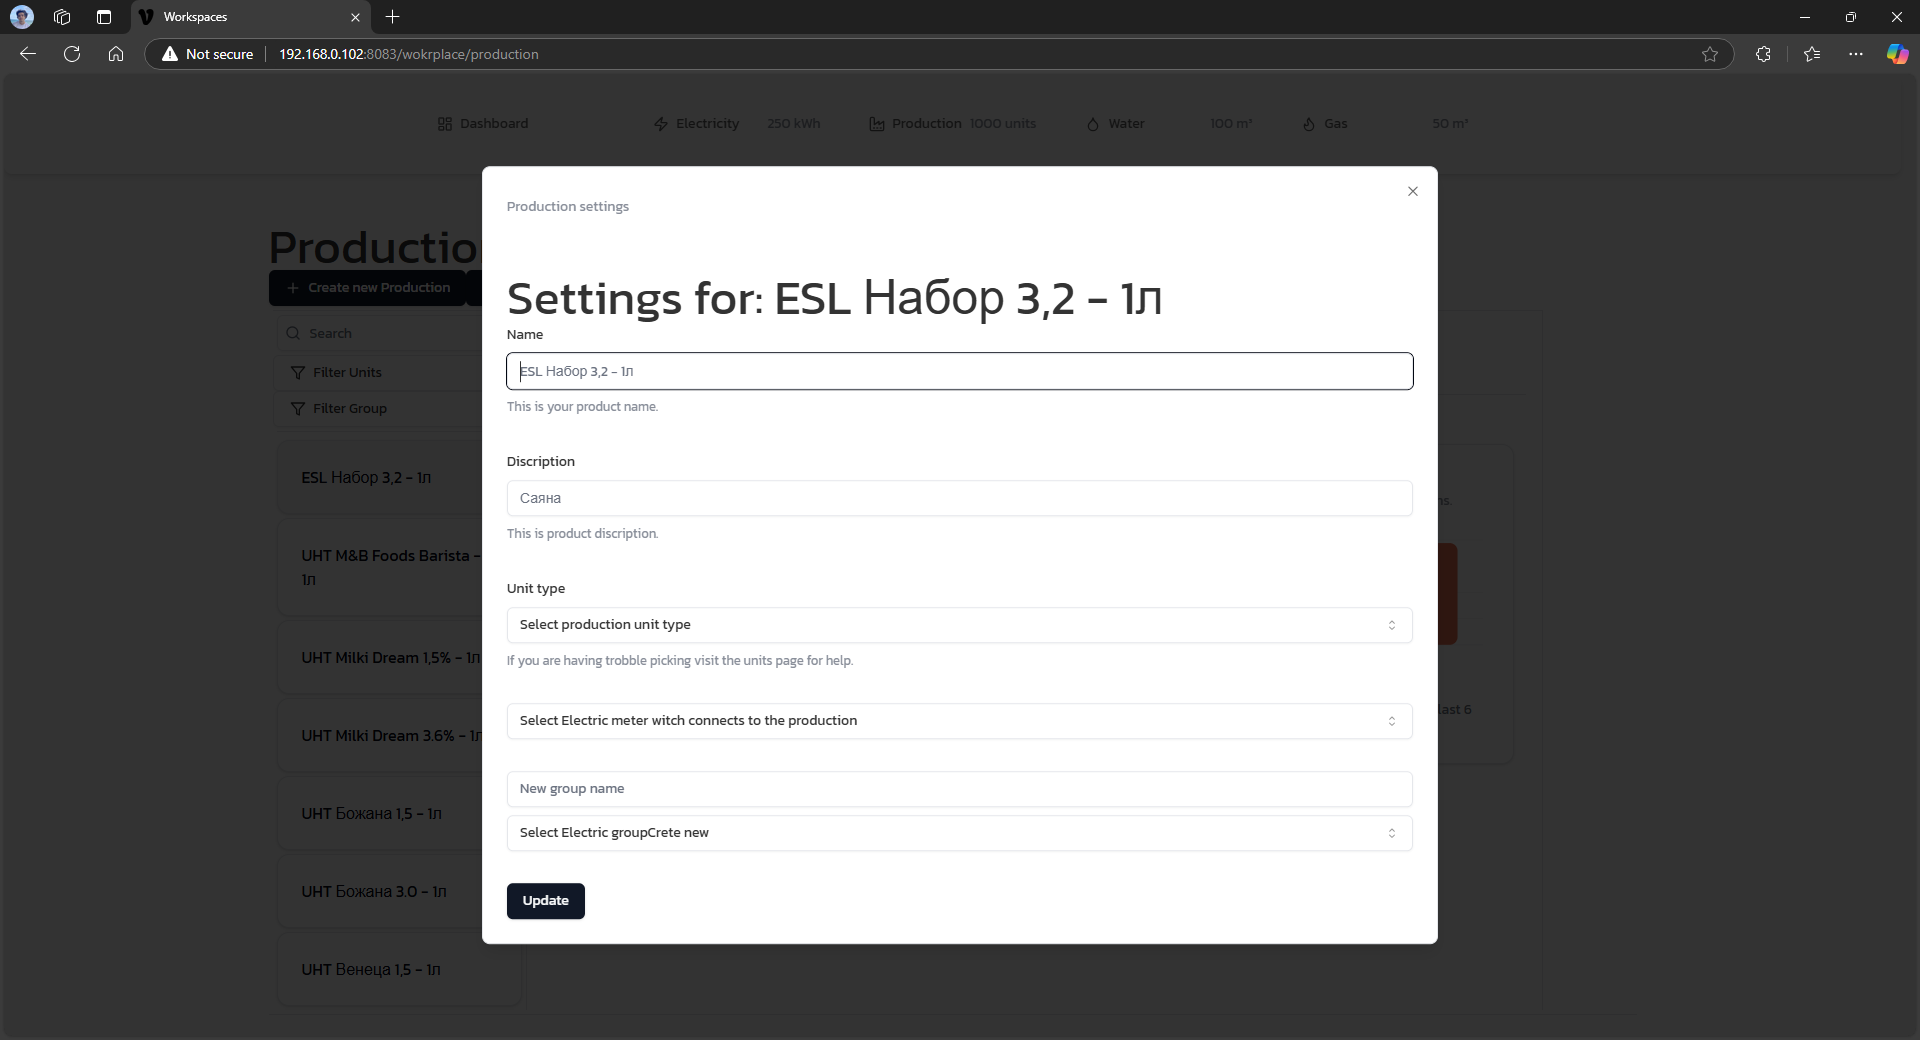 Workspaces
Not secure
192.168.0.102:8083/wokrplace/production
Dashboard
Electricity 250 kWh
Production 1000 units
Water 100 m³
Gas 50 m³
Productio
Create new Production
Search
Filter Units
Filter Group
ESL Набор 3,2 - 1л
UHT M&B Foods Barista -
1л
UHT Milki Dream 1,5% - 1л
UHT Milki Dream 3.6% - 1л
UHT Божана 1,5 - 1л
UHT Божана 3.0 - 1л
UHT Венеца 1,5 - 1л
Production settings
Settings for: ESL Набор 3,2 - 1л
Name
ESL Набор 3,2 - 1л
This is your product name.
Discription
Саяна
This is product discription.
Unit type
Select production unit type
If you are having trobble picking visit the units page for help.
Select Electric meter witch connects to the production
New group name
Select Electric groupCrete new
Update
ns.
last 6